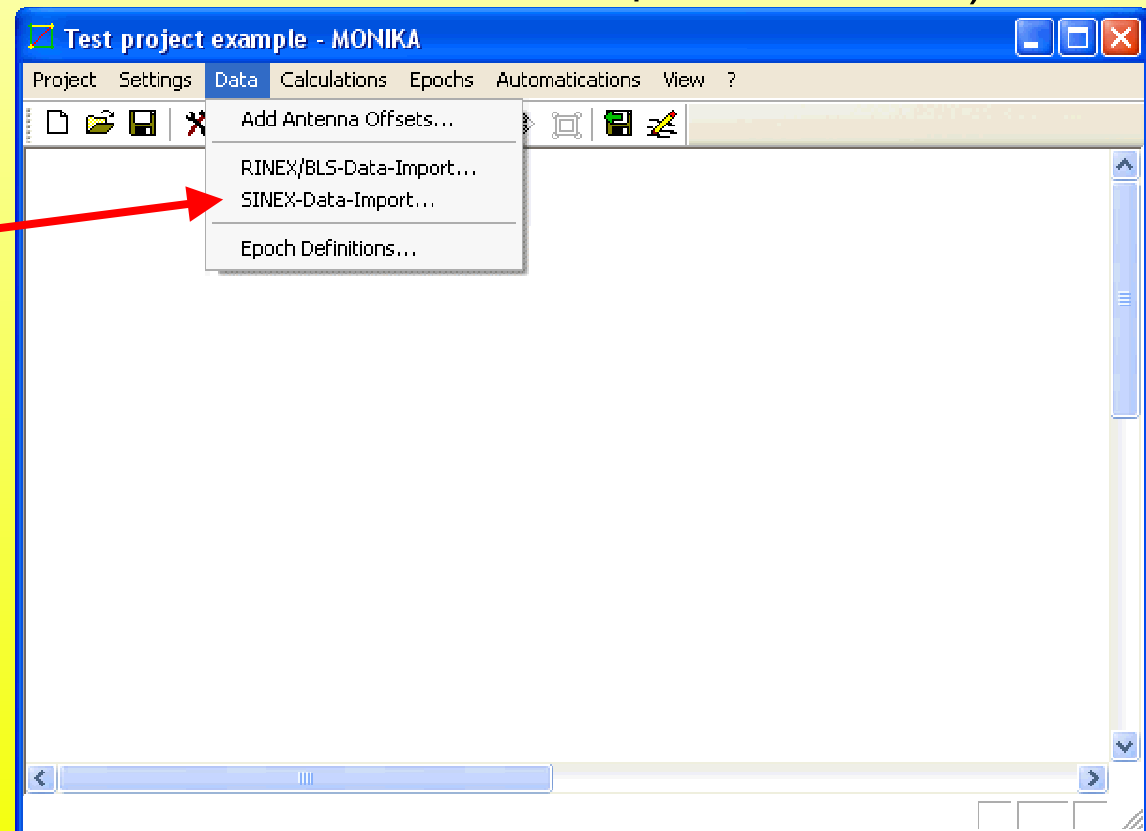 Test project example - MONIKA
Project Settings Data Calculations Epochs Automatications View ?
Add Antenna Offsets...
RINEX/BLS-Data-Import...
SINEX-Data-Import...
Epoch Definitions...